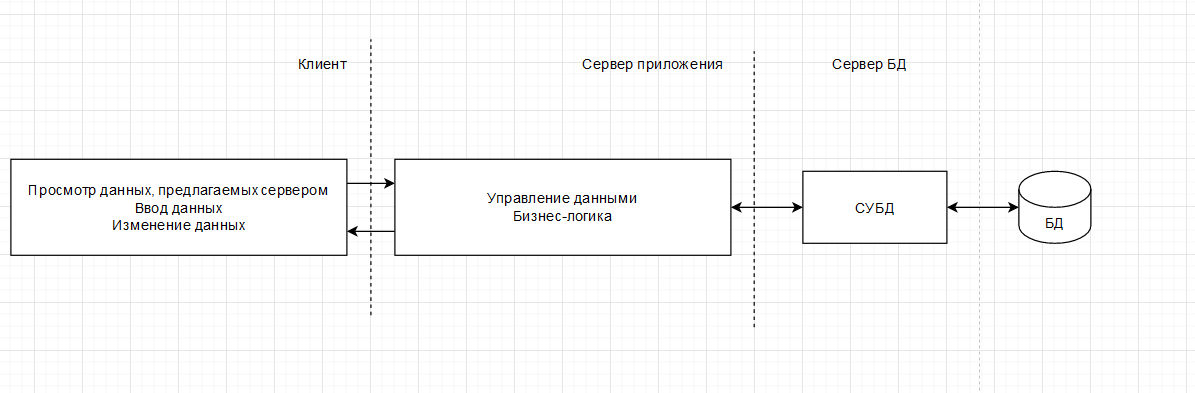 Клиент
Сервер приложения
Сервер БД
Просмотр данных, предлагаемых сервером
Ввод данных
Изменение данных
Управление данными
Бизнес-логика
СУБД
БД